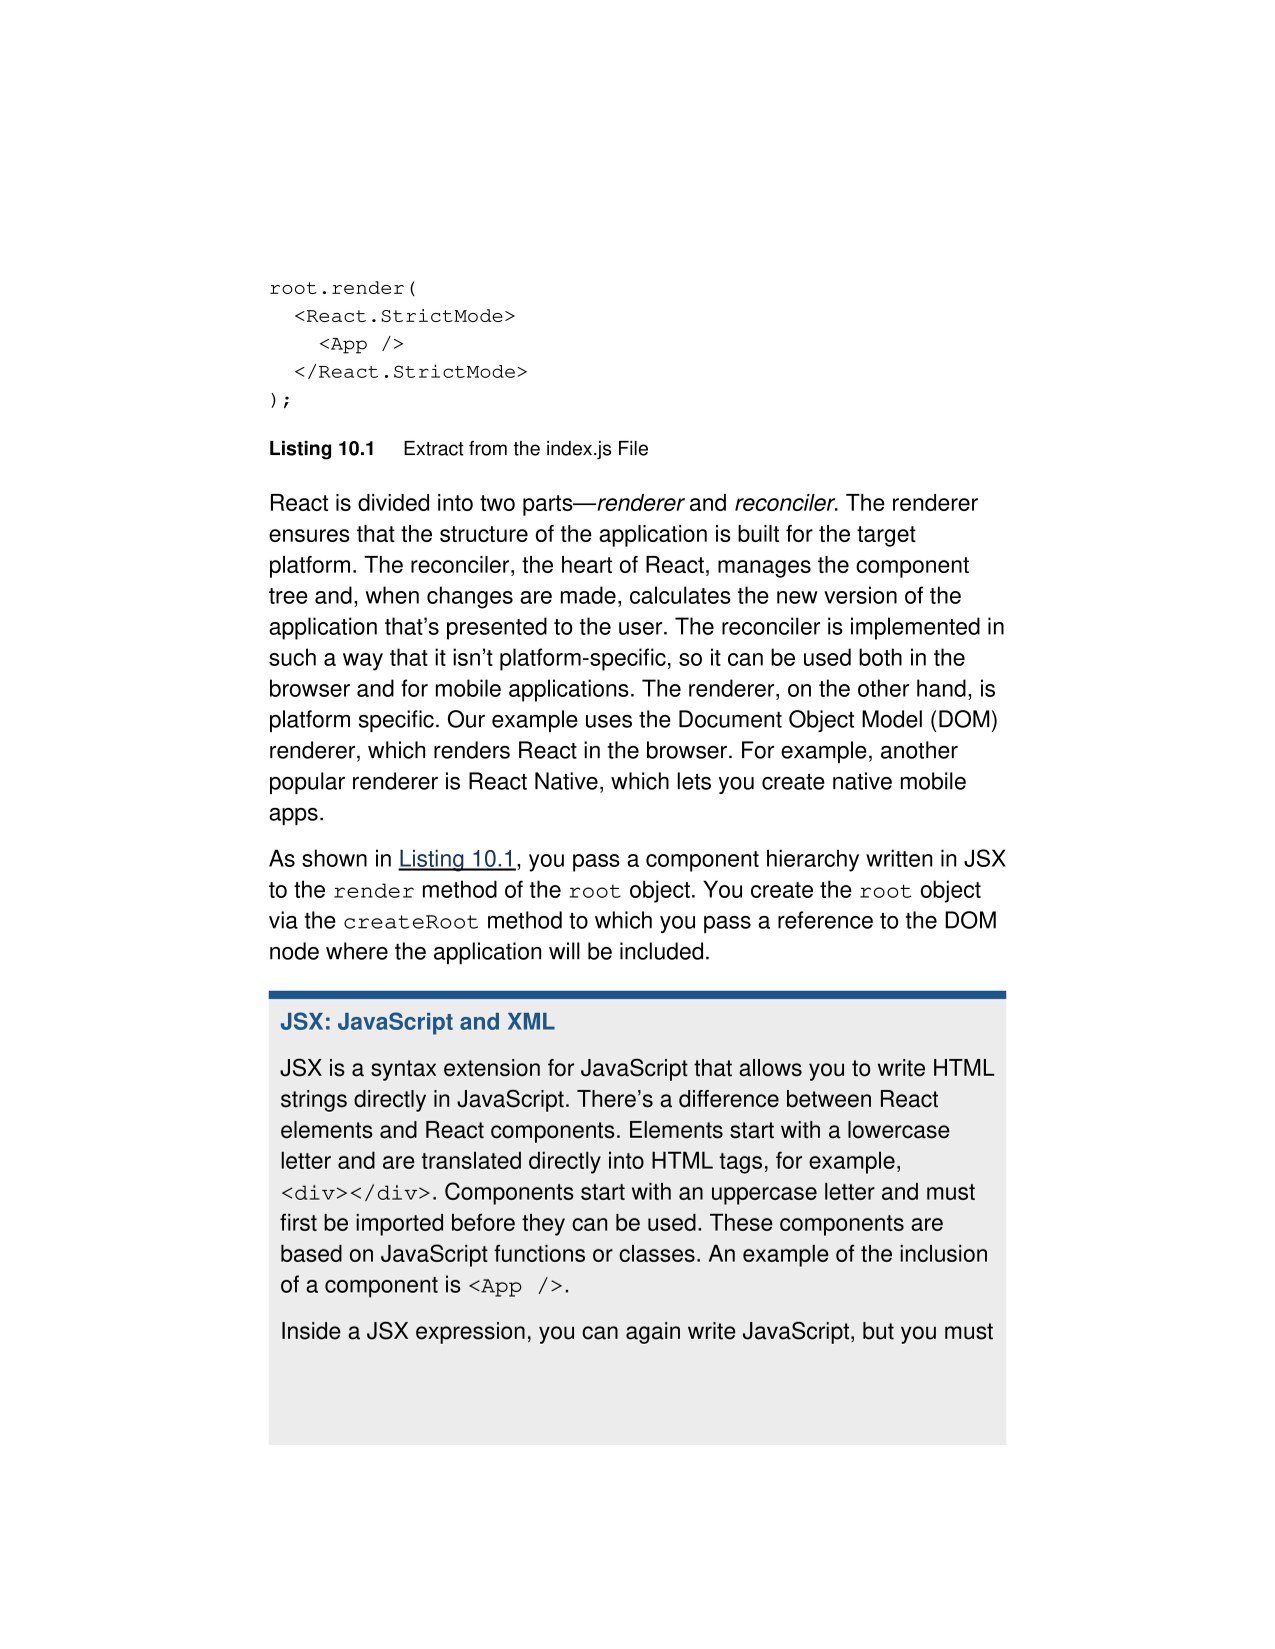 root.render(
  <React.StrictMode>
    <App />
  </React.StrictMode>
);
Listing 10.1 Extract from the index.js File
React is divided into two parts—renderer and reconciler. The renderer
ensures that the structure of the application is built for the target
platform. The reconciler, the heart of React, manages the component
tree and, when changes are made, calculates the new version of the
application that’s presented to the user. The reconciler is implemented in
such a way that it isn’t platform-specific, so it can be used both in the
browser and for mobile applications. The renderer, on the other hand, is
platform specific. Our example uses the Document Object Model (DOM)
renderer, which renders React in the browser. For example, another
popular renderer is React Native, which lets you create native mobile
apps.
As shown in Listing 10.1, you pass a component hierarchy written in JSX
to the render method of the root object. You create the root object
via the createRoot method to which you pass a reference to the DOM
node where the application will be included.
JSX: JavaScript and XML
JSX is a syntax extension for JavaScript that allows you to write HTML
strings directly in JavaScript. There’s a difference between React
elements and React components. Elements start with a lowercase
letter and are translated directly into HTML tags, for example,
<div></div>. Components start with an uppercase letter and must
first be imported before they can be used. These components are
based on JavaScript functions or classes. An example of the inclusion
of a component is <App />.
Inside a JSX expression, you can again write JavaScript, but you must